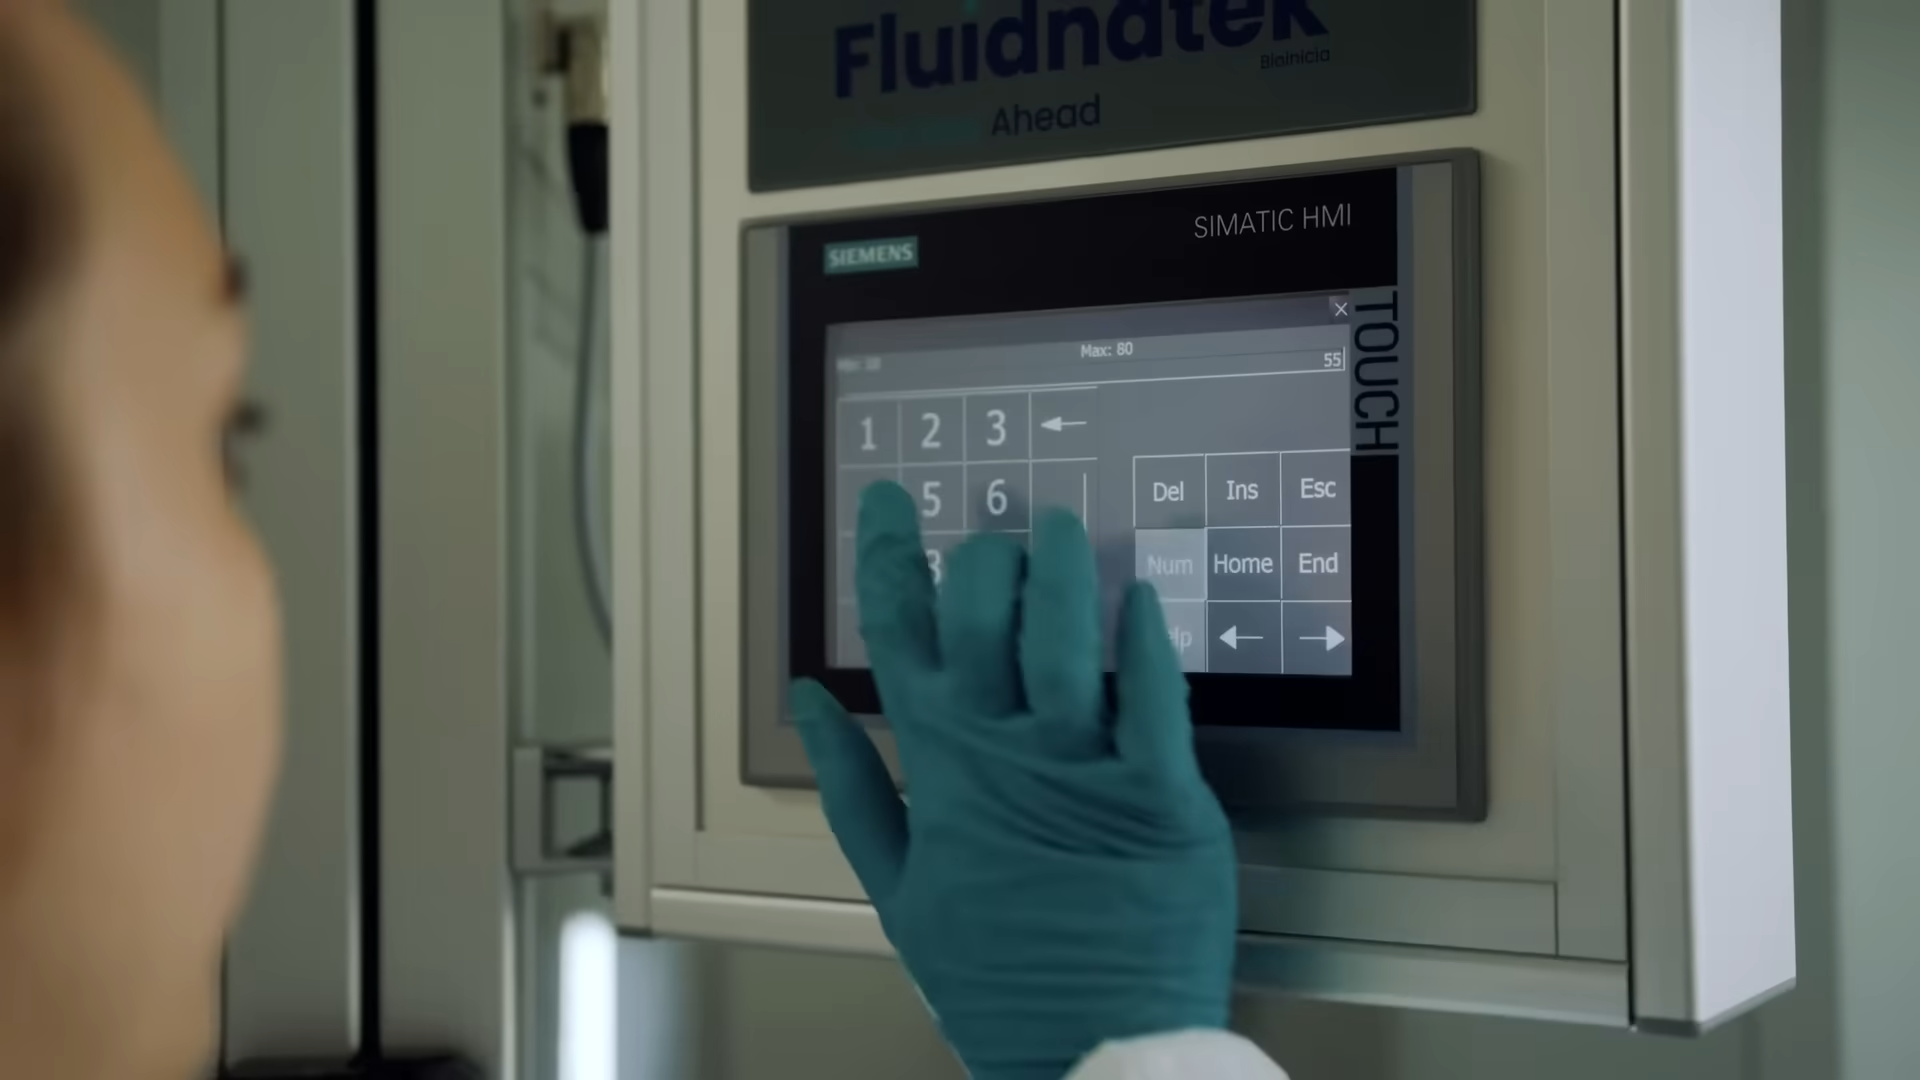 Fluidnatek
Bioinicia
Ahead
SIMATIC HMI
SIEMENS
TOUCH
Max: 80
55
1 2 3
5 6
Del Ins Esc
Num Home End